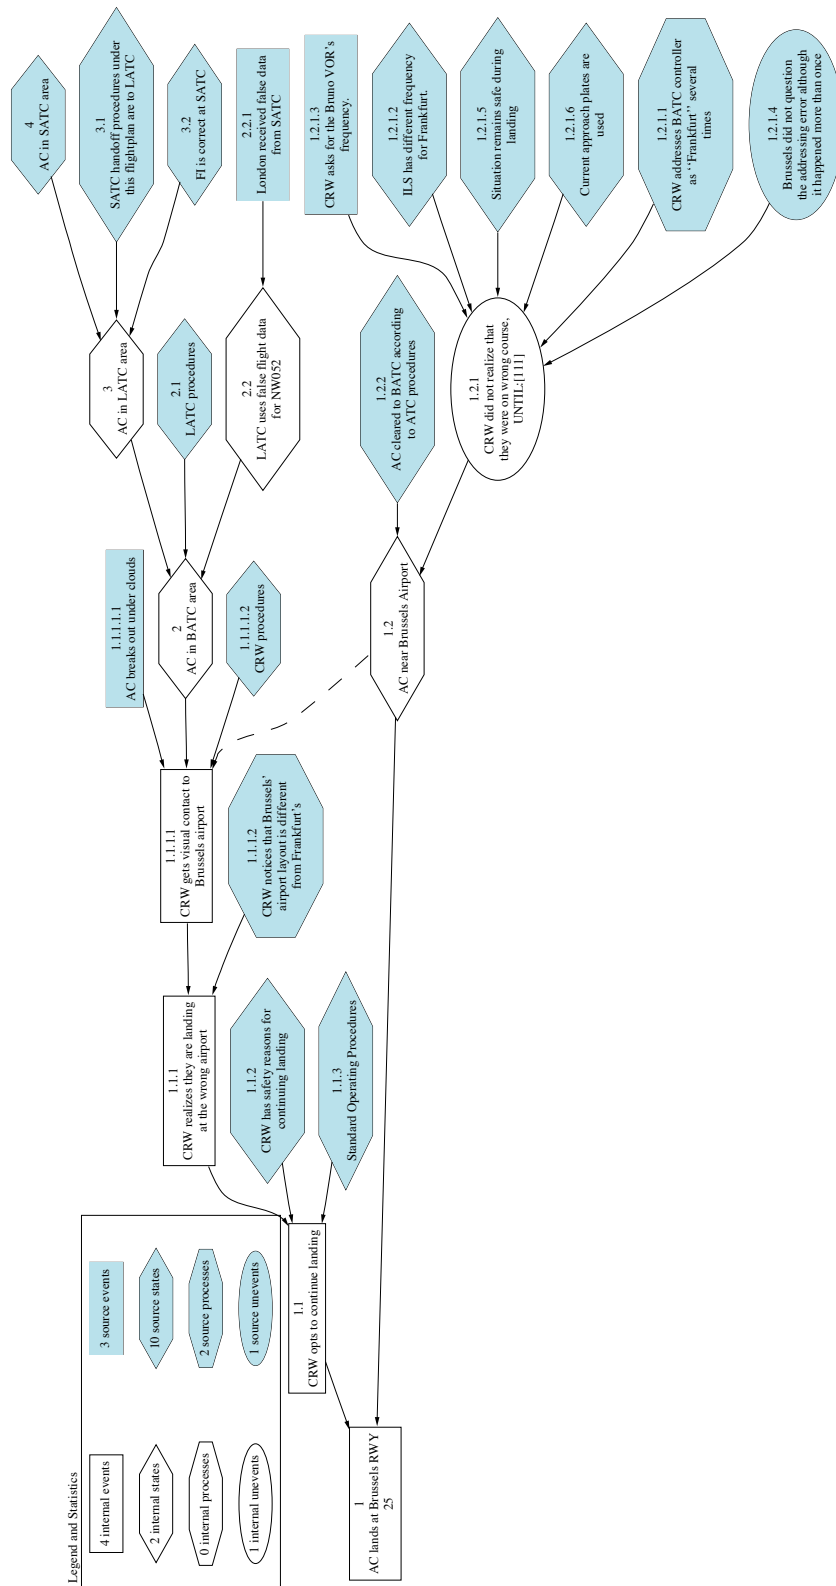 Legend and Statistics
4 internal events
3 source events
2 internal states
10 source states
0 internal processes
2 source processes
1 internal unevents
1 source unevents
1
AC lands at Brussels RWY
25
1.1
CRW opts to continue landing
1.1.1
CRW realizes they are landing
at the wrong airport
1.1.2
CRW has safety reasons for
continuing landing
1.1.3
Standard Operating Procedures
1.1.1.1
CRW gets visual contact to
Brussels airport
1.1.1.2
CRW notices that Brussels'
airport layout is different
from Frankfurt's
1.1.1.1.1
AC breaks out under clouds
2
AC in BATC area
1.1.1.1.2
CRW procedures
1.2
AC near Brussels Airport
3
AC in LATC area
2.1
LATC procedures
2.2
LATC uses false flight data
for NW052
1.2.2
AC cleared to BATC according
to ATC procedures
1.2.1
CRW did not realize that
they were on wrong course,
UNTIL:[111]
4
AC in SATC area
3.1
SATC handoff procedures under
this flightplan are to LATC
3.2
FI is correct at SATC
2.2.1
London received false data
from SATC
1.2.1.3
CRW asks for the Bruno VOR's
frequency.
1.2.1.2
ILS has different frequency
for Frankfurt.
1.2.1.5
Situation remains safe during
landing
1.2.1.6
Current approach plates are
used
1.2.1.1
CRW addresses BATC controller
as ''Frankfurt'' several
times
1.2.1.4
Brussels did not question
the addressing error although
it happened more than once